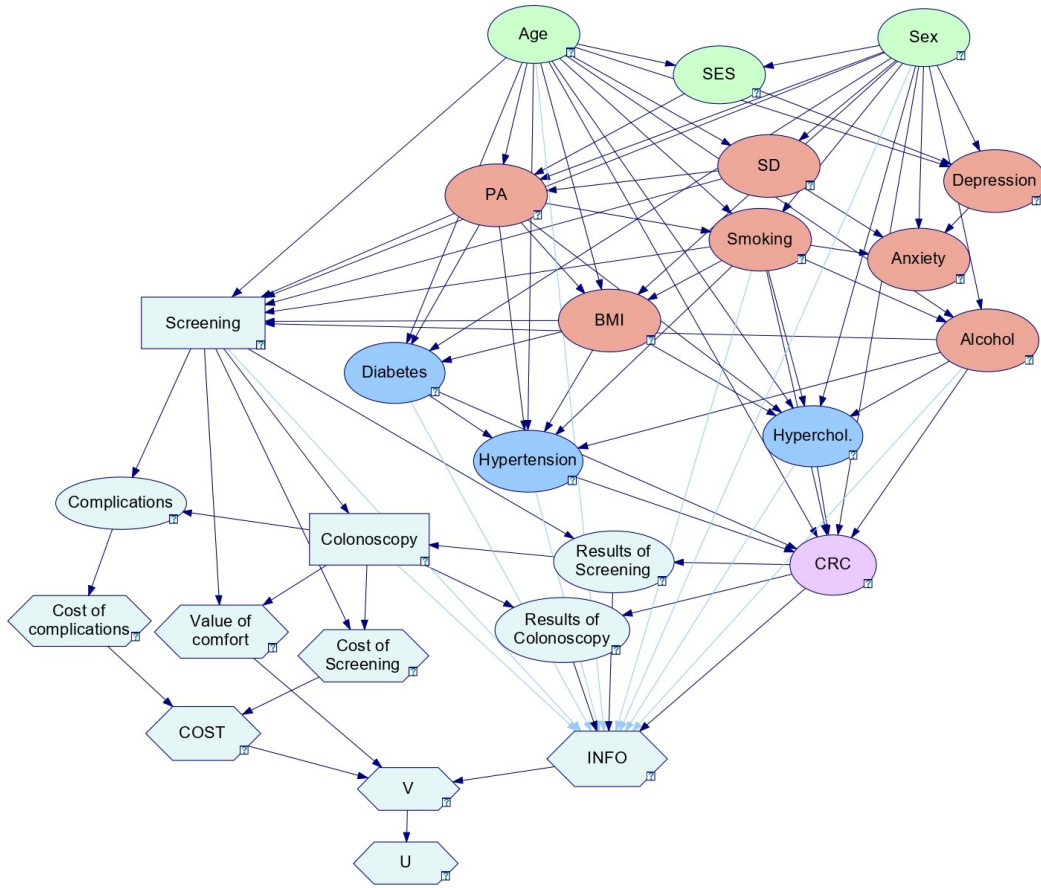 Age
Sex
SES
SD
PA
Depression
Smoking
Anxiety
Screening
BMI
Alcohol
Diabetes
Hyperchol.
Hypertension
Complications
Colonoscopy
Results of
Screening
CRC
Cost of
complications
Value of
comfort
Results of
Colonoscopy
Cost of
Screening
COST
INFO
V
U